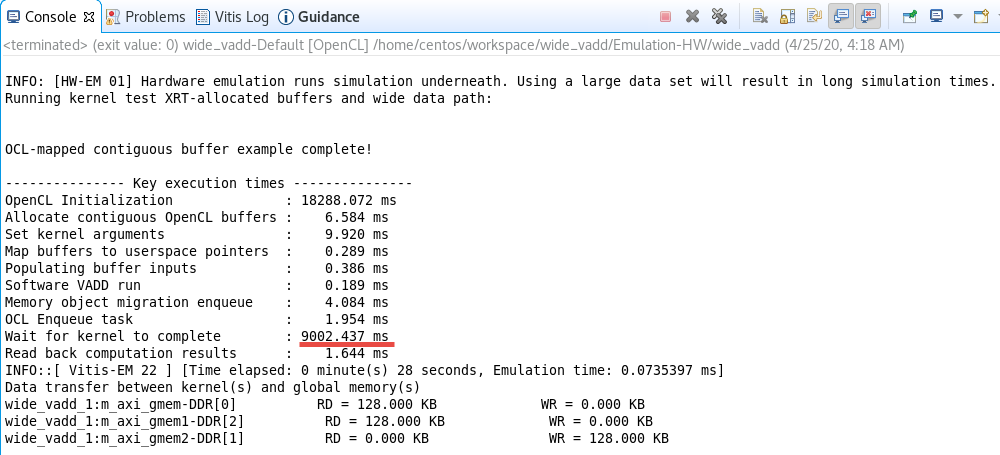 Console Problems Vitis Log Guidance
<terminated> (exit value: 0) wide_vadd-Default [OpenCL] /home/centos/workspace/wide_vadd/Emulation-HW/wide_vadd (4/25/20, 4:18 AM)
INFO: [HW-EM 01] Hardware emulation runs simulation underneath. Using a large data set will result in long simulation times.
Running kernel test XRT-allocated buffers and wide data path:
OCL-mapped contiguous buffer example complete!
--------------- Key execution times ---------------
OpenCL Initialization : 18288.072 ms
Allocate contiguous OpenCL buffers : 6.584 ms
Set kernel arguments : 9.920 ms
Map buffers to userspace pointers : 0.289 ms
Populating buffer inputs : 0.386 ms
Software VADD run : 0.189 ms
Memory object migration enqueue : 4.084 ms
OCL Enqueue task : 1.954 ms
Wait for kernel to complete : 9002.437 ms
Read back computation results : 1.644 ms
INFO::[ Vitis-EM 22 ] [Time elapsed: 0 minute(s) 28 seconds, Emulation time: 0.0735397 ms]
Data transfer between kernel(s) and global memory(s)
wide_vadd_1:m_axi_gmem-DDR[0] RD = 128.000 KB WR = 0.000 KB
wide_vadd_1:m_axi_gmem1-DDR[2] RD = 128.000 KB WR = 0.000 KB
wide_vadd_1:m_axi_gmem2-DDR[1] RD = 0.000 KB WR = 128.000 KB